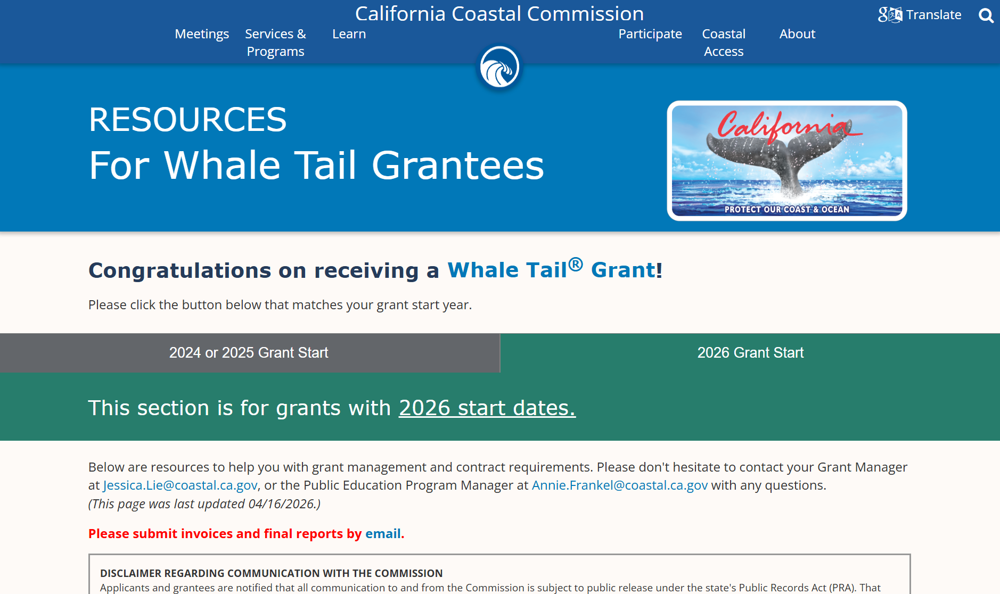 California Coastal Commission
Translate
Meetings
Services &
Programs
Learn
Participate
Coastal
Access
About
RESOURCES
For Whale Tail Grantees
California
PROTECT OUR COAST & OCEAN
Congratulations on receiving a Whale Tail® Grant!
Please click the button below that matches your grant start year.
2024 or 2025 Grant Start
2026 Grant Start
This section is for grants with 2026 start dates.
Below are resources to help you with grant management and contract requirements. Please don't hesitate to contact your Grant Manager
at Jessica.Lie@coastal.ca.gov, or the Public Education Program Manager at Annie.Frankel@coastal.ca.gov with any questions.
(This page was last updated 04/16/2026.)
Please submit invoices and final reports by email.
DISCLAIMER REGARDING COMMUNICATION WITH THE COMMISSION
Applicants and grantees are notified that all communication to and from the Commission is subject to public release under the state's Public Records Act (PRA). That